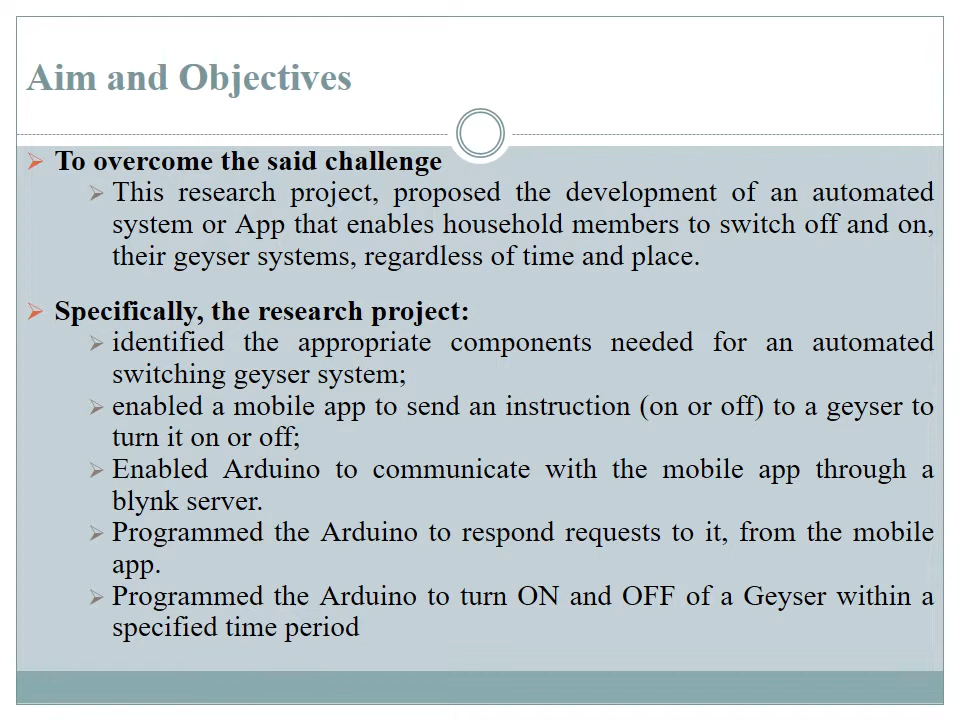 Aim and Objectives
To overcome the said challenge
This research project, proposed the development of an automated
system or App that enables household members to switch off and on,
their geyser systems, regardless of time and place.
Specifically, the research project:
identified the appropriate components needed for an automated
switching geyser system;
enabled a mobile app to send an instruction (on or off) to a geyser to
turn it on or off;
Enabled Arduino to communicate with the mobile app through a
blynk server.
Programmed the Arduino to respond requests to it, from the mobile
app.
Programmed the Arduino to turn ON and OFF of a Geyser within a
specified time period